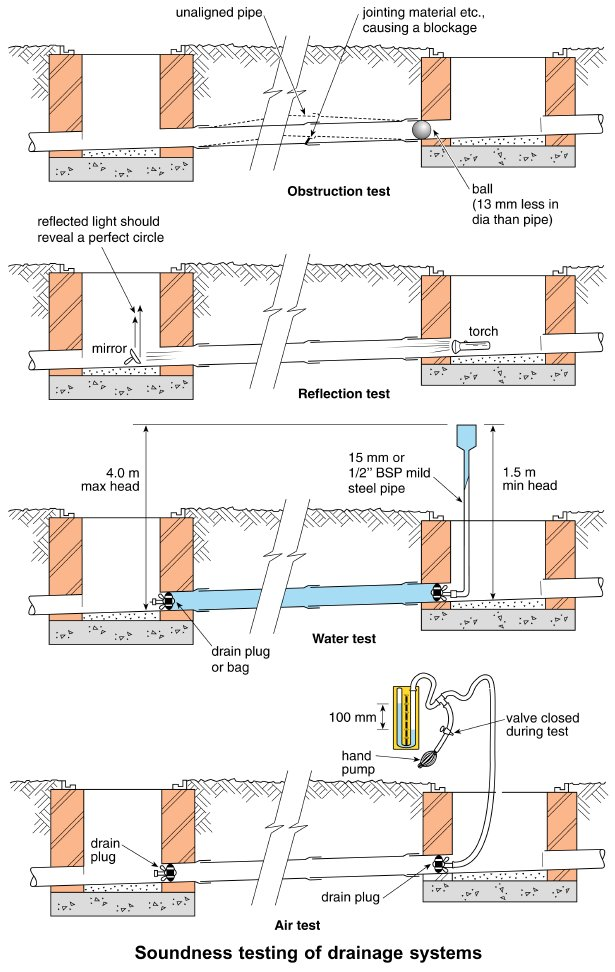 unaligned pipe
jointing material etc.,
causing a blockage
Obstruction test
ball
(13 mm less in
dia than pipe)
reflected light should
reveal a perfect circle
mirror
torch
Reflection test
4.0 m
max head
15 mm or
1/2’’ BSP mild
steel pipe
1.5 m
min head
drain plug
or bag
Water test
100 mm
valve closed
during test
hand
pump
drain
plug
drain plug
Air test
Soundness testing of drainage systems